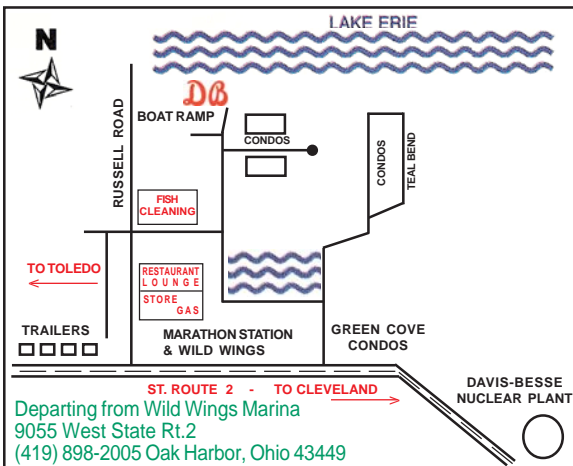 LAKE ERIE
N
DB
BOAT RAMP
RUSSELL ROAD
CONDOS
CONDOS
TEAL BEND
FISH
CLEANING
TO TOLEDO
RESTAURANT
LOUNGE
STORE
GAS
TRAILERS
MARATHON STATION
& WILD WINGS
GREEN COVE
CONDOS
ST. ROUTE 2 - TO CLEVELAND
DAVIS-BESSE
NUCLEAR PLANT
Departing from Wild Wings Marina
9055 West State Rt.2
(419) 898-2005 Oak Harbor, Ohio 43449